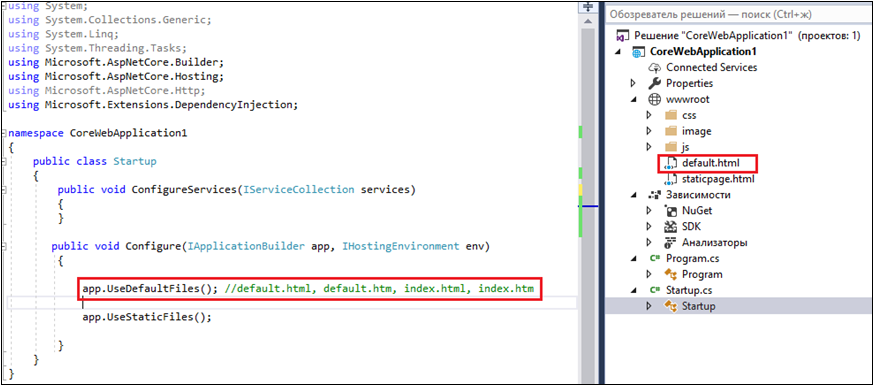 using System;
using System.Collections.Generic;
using System.Linq;
using System.Threading.Tasks;
using Microsoft.AspNetCore.Builder;
using Microsoft.AspNetCore.Hosting;
using Microsoft.AspNetCore.Http;
using Microsoft.Extensions.DependencyInjection;
namespace CoreWebApplication1
{
public class Startup
{
public void ConfigureServices(IServiceCollection services)
{
}
public void Configure(IApplicationBuilder app, IHostingEnvironment env)
{
app.UseDefaultFiles(); //default.html, default.htm, index.html, index.htm
app.UseStaticFiles();
}
}
}
Обозреватель решений — поиск (Ctrl+ж)
Решение "CoreWebApplication1" (проектов: 1)
CoreWebApplication1
Connected Services
Properties
wwwroot
css
image
js
default.html
staticpage.html
Зависимости
NuGet
SDK
Анализаторы
C# Program.cs
Program
C# Startup.cs
Startup